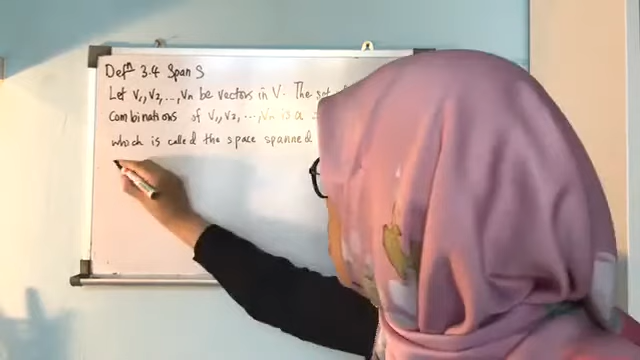 Defⁿ 3.4 Span S
Let v₁, v₂, ..., vₙ be vectors in V. The set
combinations of v₁, v₂, ..., vₙ is a
which is called the space spanned